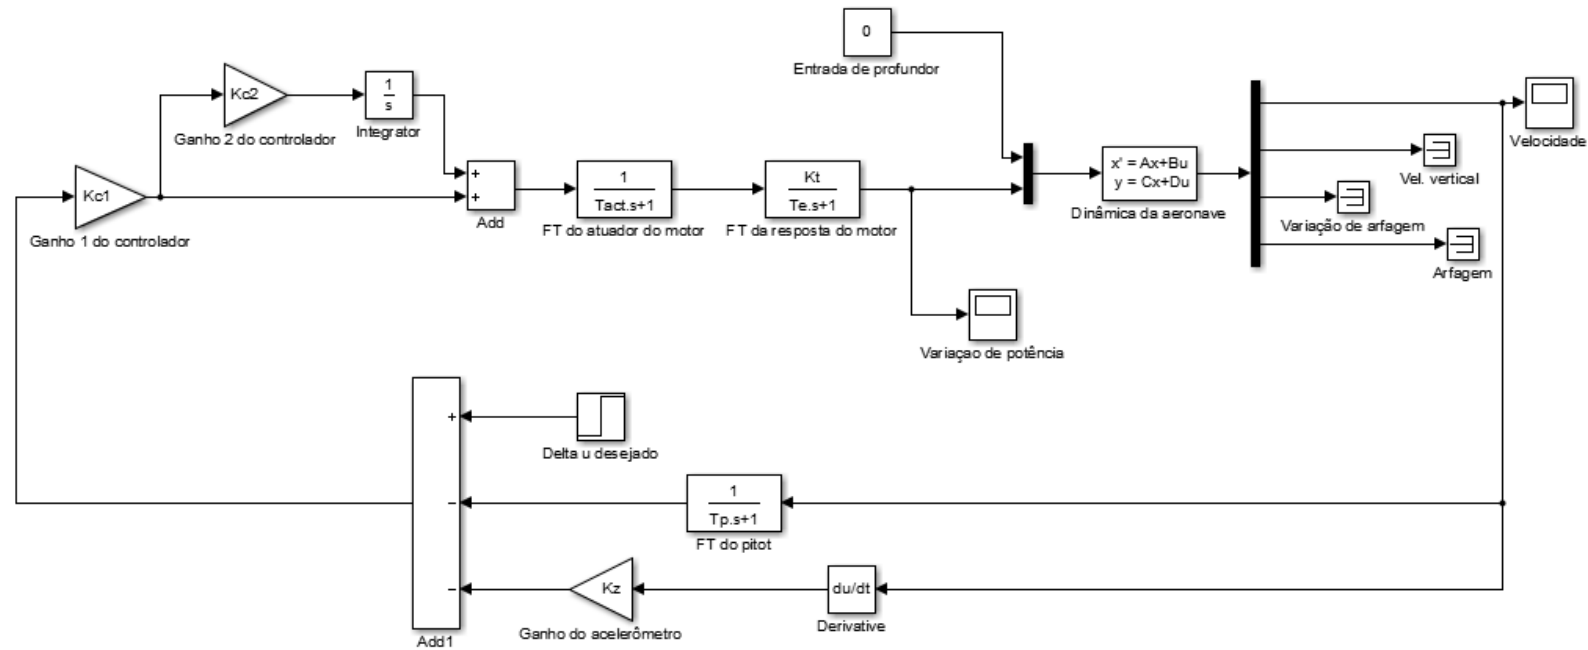 0
Entrada de profundor
Kc2
1
s
Ganho 2 do controlador
Integrator
Velocidade
Vel. vertical
x' = Ax+Bu
y = Cx+Du
Dinâmica da aeronave
Variação de arfagem
Arfagem
Kc1
Ganho 1 do controlador
+
+
Add
1
Tact.s+1
FT do atuador do motor
Kt
Te.s+1
FT da resposta do motor
Variaçao de potência
+
Delta u desejado
−
1
Tp.s+1
FT do pitot
−
Kz
Ganho do acelerômetro
du/dt
Derivative
Add1